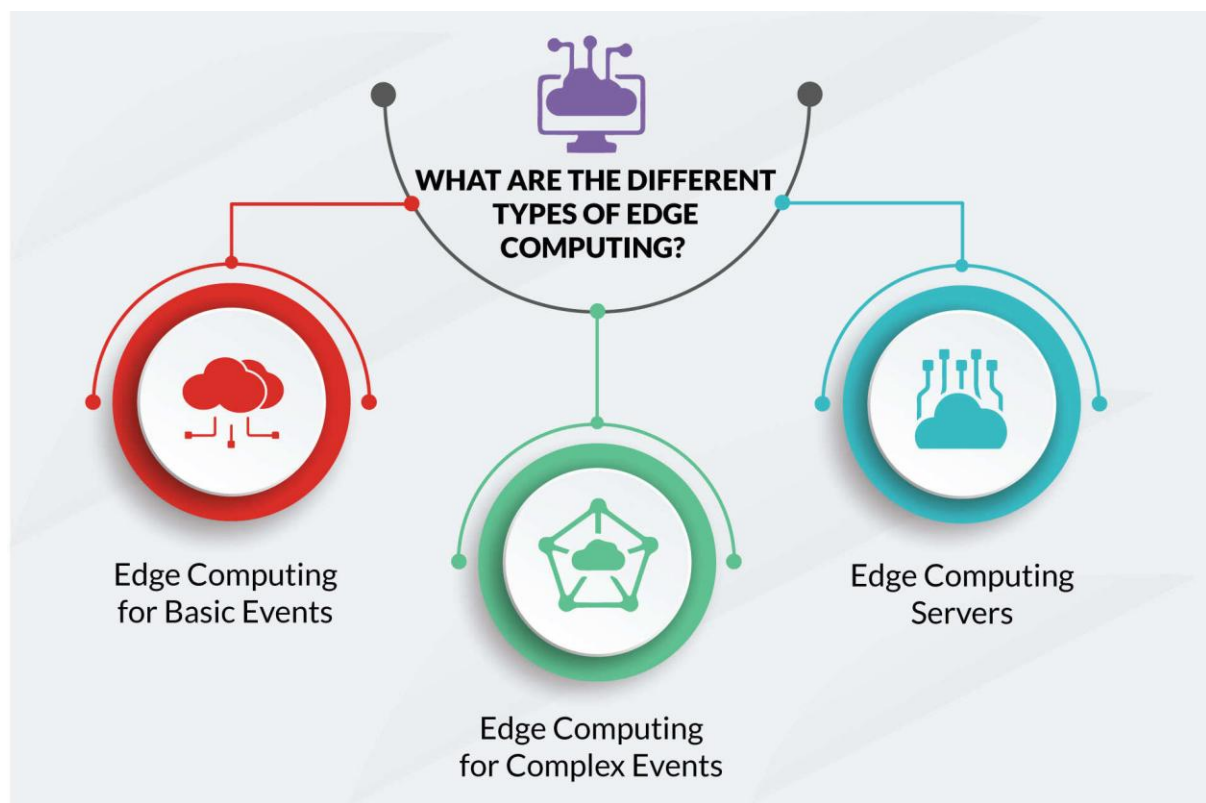 WHAT ARE THE DIFFERENT
TYPES OF EDGE
COMPUTING?
Edge Computing
for Basic Events
Edge Computing
for Complex Events
Edge Computing
Servers